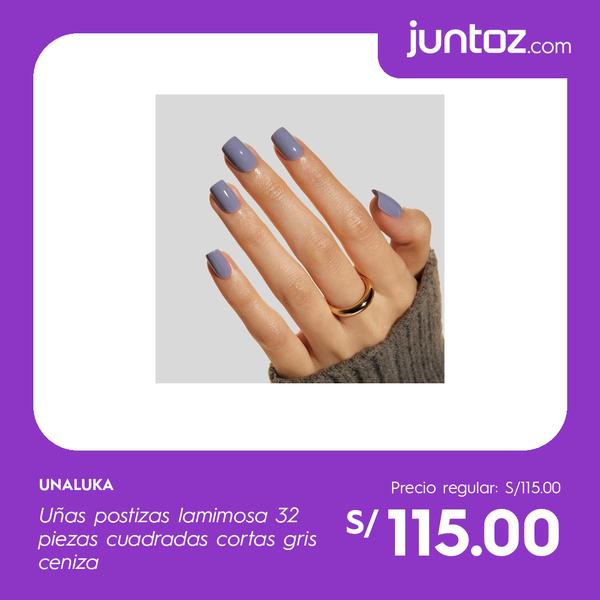 juntoz.com
UNALUKA
Uñas postizas lamimosa 32
piezas cuadradas cortas gris
ceniza
Precio regular: S/115.00
S/115.00